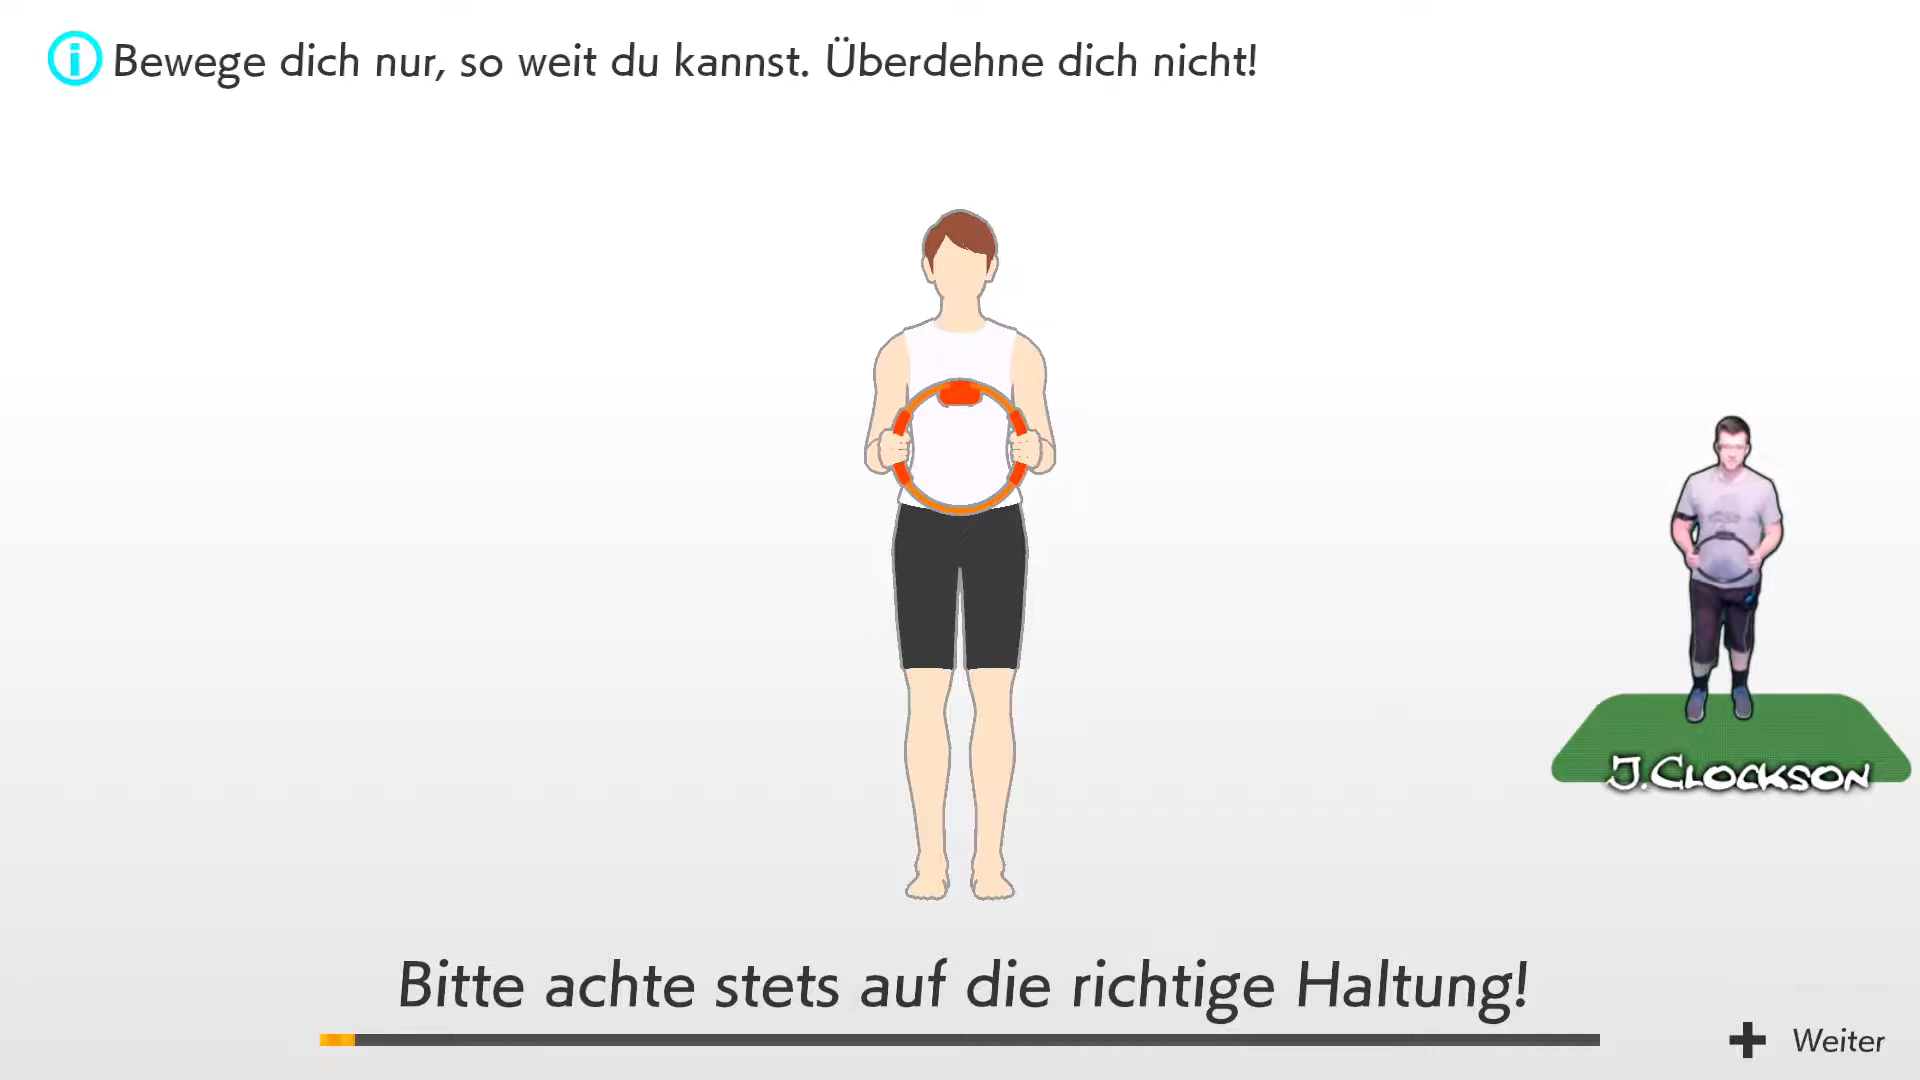 Bewege dich nur, so weit du kannst. Überdehne dich nicht!
J.Clockson
Bitte achte stets auf die richtige Haltung!
Weiter